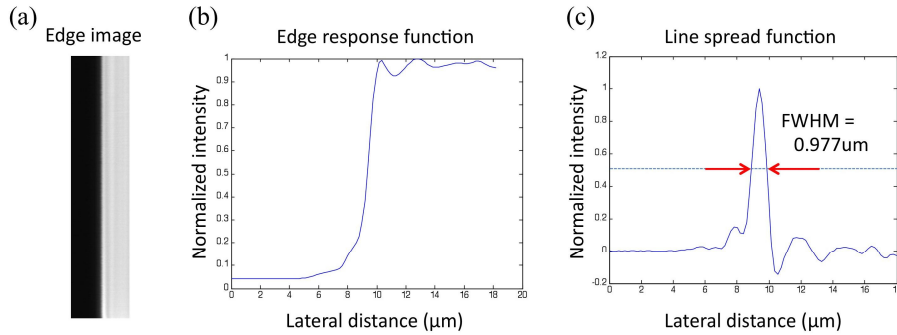 (a)
Edge image
(b)
Edge response function
Normalized intensity
1
0.9
0.8
0.7
0.6
0.5
0.4
0.3
0.2
0.1
0
0 2 4 6 8 10 12 14 16 18 20
Lateral distance (μm)
(c)
Line spread function
Normalized intensity
1.2
1
0.8
0.6
0.4
0.2
0
-0.2
FWHM =
0.977um
0 2 4 6 8 10 12 14 16 18
Lateral distance (μm)